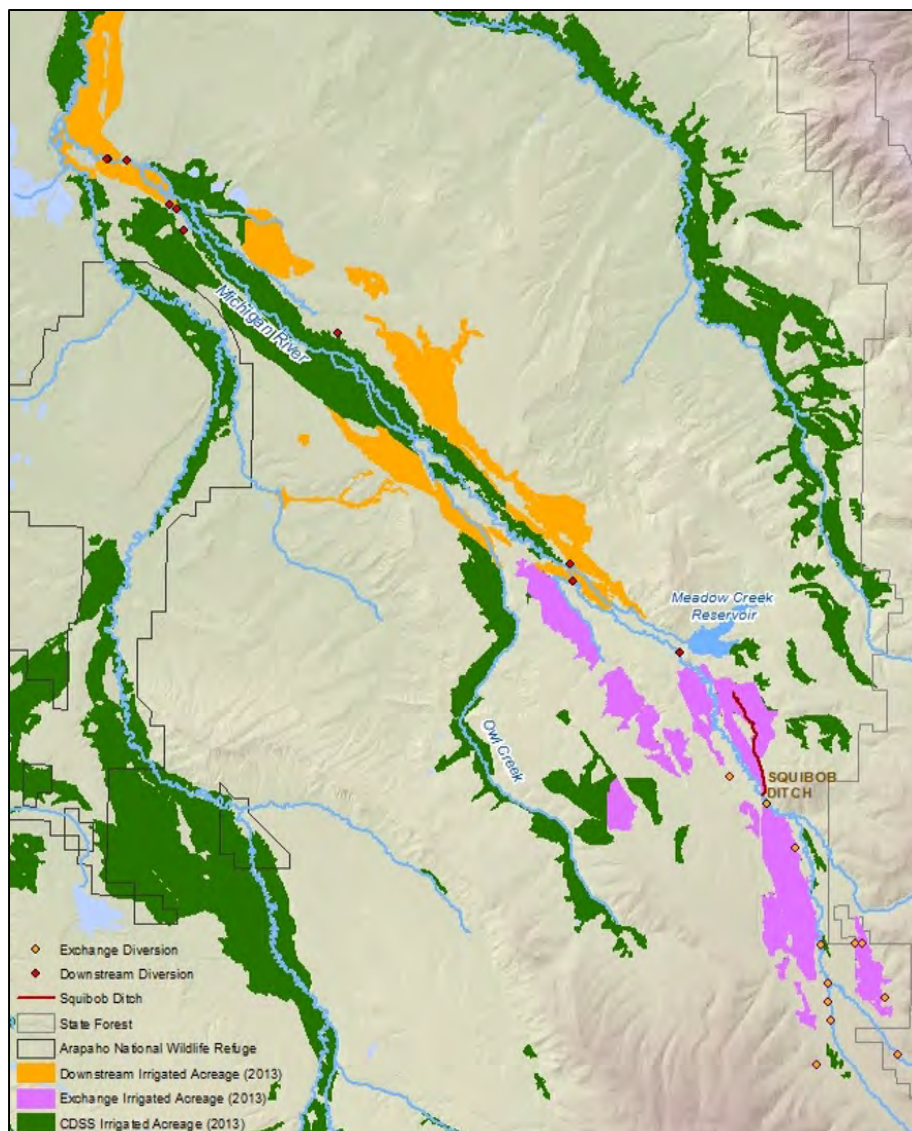 Michigan River
Meadow Creek
Reservoir
Owl Creek
SQUIBOB
DITCH
Exchange Diversion
Downstream Diversion
Squibob Ditch
State Forest
Arapaho National Wildlife Refuge
Downstream Irrigated Acreage (2013)
Exchange Irrigated Acreage (2013)
CDSS Irrigated Acreage (2013)